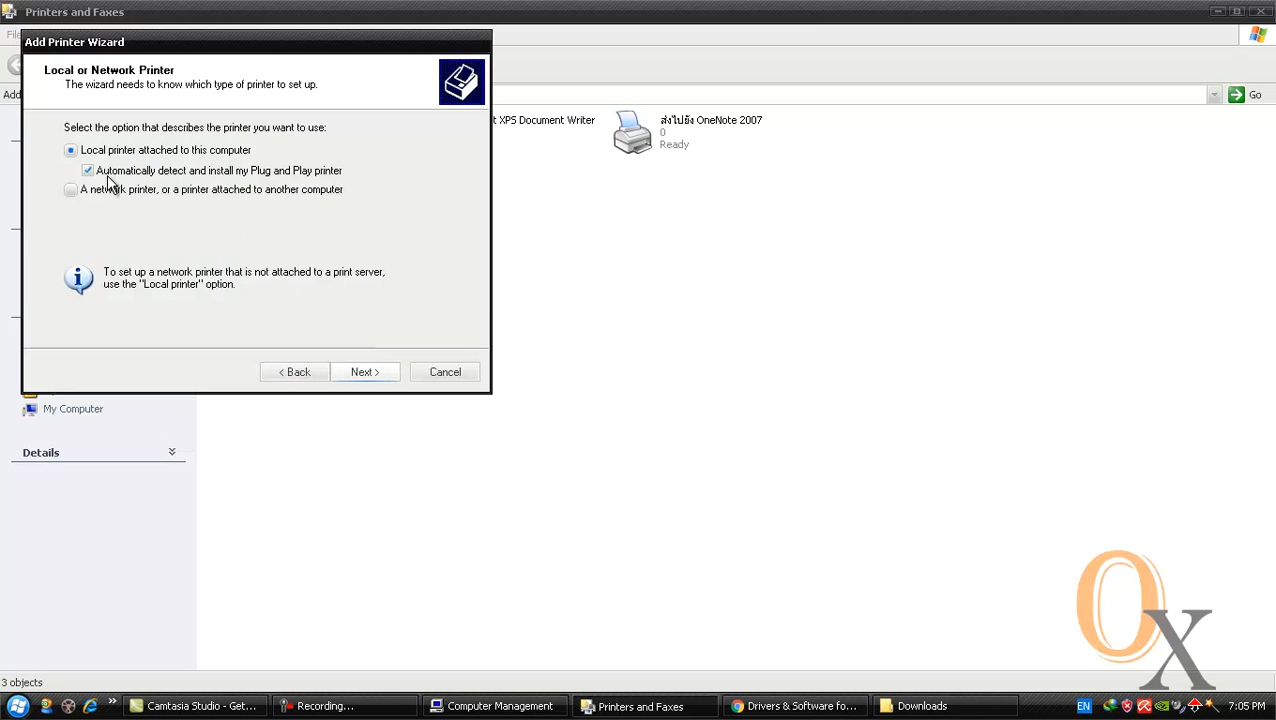 Printers and Faxes
Add Printer Wizard
Local or Network Printer
The wizard needs to know which type of printer to set up.
Go
t XPS Document Writer
ส่งไปยัง OneNote 2007
0
Ready
Select the option that describes the printer you want to use:
Local printer attached to this computer
Automatically detect and install my Plug and Play printer
A network printer, or a printer attached to another computer
To set up a network printer that is not attached to a print server,
use the "Local printer" option.
< Back
Next >
Cancel
My Computer
Details
OX
3 objects
Camtasia Studio - Get...
Recording...
Computer Management
Printers and Faxes
Drivers & Software fo...
Downloads
EN
7:05 PM